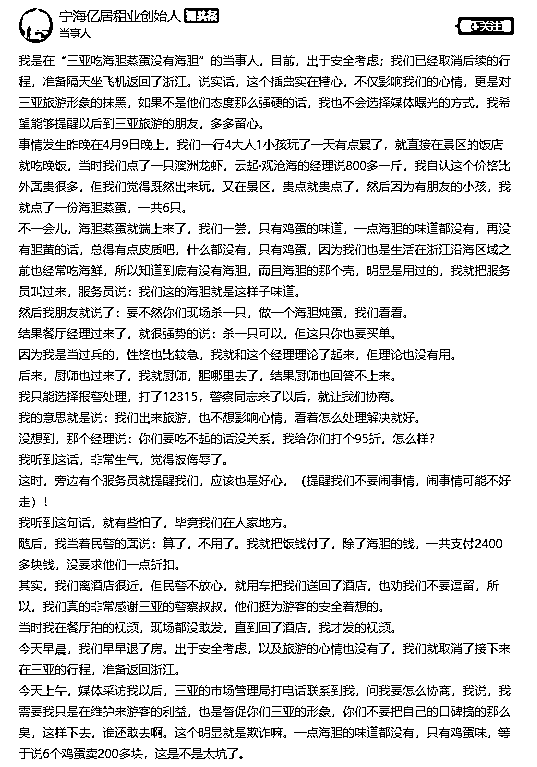 宁海亿居租业创始人
当事人
关注
我是在“三亚吃海胆蒸蛋没有海胆”的当事人，目前，出于安全考虑；我们已经取消后续的行
程，准备隔天坐飞机返回了浙江。说实话，这个插曲实在糟心，不仅影响我们的心情，更是对
三亚旅游形象的抹黑，如果不是他们态度那么强硬的话，我也不会选择媒体曝光的方式，我希
望能够提醒以后到三亚旅游的朋友，多多留心。
事情发生昨晚在4月9日晚上，我们一行4大人1小孩玩了一天有点累了，就直接在景区的饭店
就吃晚饭，当时我们点了一只澳洲龙虾，云起·观沧海的经理说800多一斤，我自认这个价格比
外面贵很多，但我们觉得既然出来玩，又在景区，贵点就贵点了，然后因为有朋友的小孩，我
就点了一份海胆蒸蛋，一共6只。
不一会儿，海胆蒸蛋就端上来了，我们一尝，只有鸡蛋的味道，一点海胆的味道都没有，再没
有胆黄的话，总得有点皮质吧，什么都没有，只有鸡蛋，因为我们也是生活在浙江沿海区域之
前也经常吃海鲜，所以知道到底有没有海胆，而且海胆的那个壳，明显是用过的，我就把服务
员叫过来，服务员说：我们这的海胆就是这样子味道。
然后我朋友就说了：要不然你们现场杀一只，做一个海胆炖蛋，我们看看。
结果餐厅经理过来了，就很强势的说：杀一只可以，但这只你也要买单。
因为我是当过兵的，性格也比较急，我就和这个经理理论了起来，但理论也没有用。
后来，厨师也过来了，我就厨师，胆哪里去了，结果厨师也回答不上来。
我只能选择报警处理，打了12315，警察同志来了以后，就让我们协商。
我的意思就是说：我们出来旅游，也不想影响心情，看着怎么处理解决就好。
没想到，那个经理说：你们要吃不起的话没关系，我给你们打个95折，怎么样？
我听到这话，非常生气，觉得被侮辱了。
这时，旁边有个服务员就提醒我们，应该也是好心，（提醒我们不要闹事情，闹事情可能不好
走）！
我听到这句话，就有些怕了，毕竟我们在人家地方。
随后，我当着民警的面说：算了，不用了。我就把饭钱付了，除了海胆的钱，一共支付2400
多块钱，没要求他们一点折扣。
其实，我们离酒店很近，但民警不放心，就用车把我们送回了酒店，也劝我们不要逗留，所
以，我们真的非常感谢三亚的警察叔叔，他们挺为游客的安全着想的。
当时我们在餐厅拍的视频，现场都没敢发，直到回了酒店，我才发的视频。
今天早晨，我们早早退了房。出于安全考虑，以及旅游的心情也没有了，我们就取消了接下来
在三亚的行程，准备返回浙江。
今天上午，媒体采访我以后，三亚的市场管理局打电话联系到我，问我要怎么协商，我说，我
需要我只是在维护来游客的利益，也是督促你们三亚的形象，你们不要把自己的口碑搞的那么
臭，这样下去，谁还敢去啊。这个明显就是欺诈嘛，一点海胆的味道都没有，只有鸡蛋味，等
于说6个鸡蛋卖200多块，这是不是太坑了。